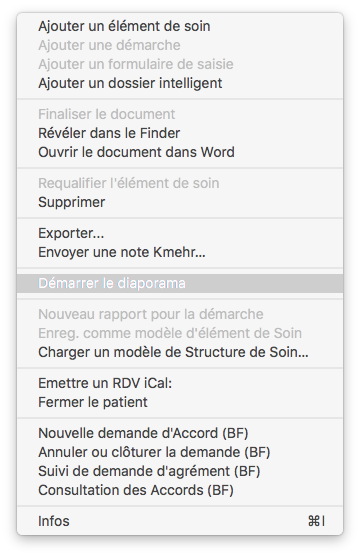 Ajouter un élément de soin
Ajouter une démarche
Ajouter un formulaire de saisie
Ajouter un dossier intelligent
Finaliser le document
Révéler dans le Finder
Ouvrir le document dans Word
Requalifier l'élément de soin
Supprimer
Exporter...
Envoyer une note Kmehr...
Démarrer le diaporama
Nouveau rapport pour la démarche
Enreg. comme modèle d'élément de Soin
Charger un modèle de Structure de Soin...
Emettre un RDV iCal:
Fermer le patient
Nouvelle demande d'Accord (BF)
Annuler ou clôturer la demande (BF)
Suivi de demande d'agrément (BF)
Consultation des Accords (BF)
Infos ⌘I